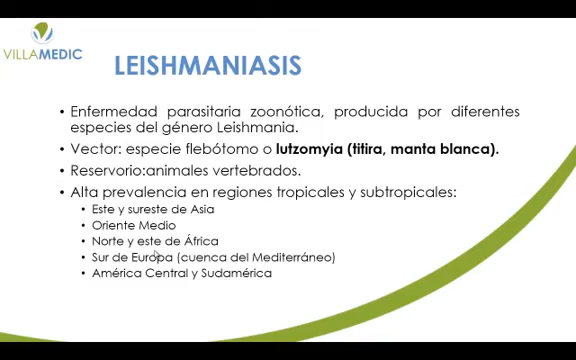 VILLAMEDIC
LEISHMANIASIS
• Enfermedad parasitaria zoonótica, producida por diferentes
especies del género Leishmania.
• Vector: especie flebótomo o lutzomyia (titira, manta blanca).
• Reservorio:animales vertebrados.
• Alta prevalencia en regiones tropicales y subtropicales:
• Este y sureste de Asia
• Oriente Medio
• Norte y este de África
• Sur de Europa (cuenca del Mediterráneo)
• América Central y Sudamérica